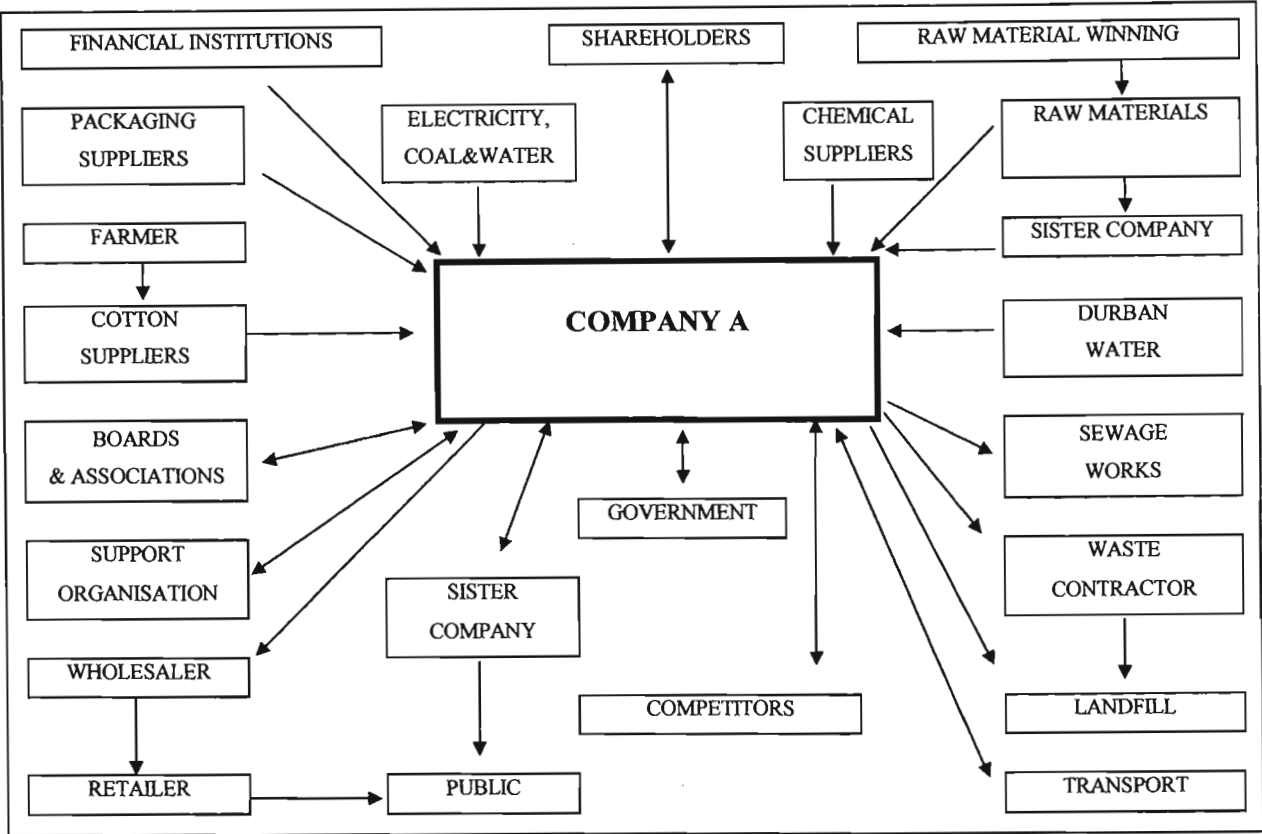 FINANCIAL INSTITUTIONS
SHAREHOLDERS
RAW MATERIAL WINNING
PACKAGING
SUPPLIERS
ELECTRICITY,
COAL&WATER
CHEMICAL
SUPPLIERS
RAW MATERIALS
FARMER
SISTER COMPANY
COTTON
SUPPLIERS
COMPANY A
DURBAN
WATER
BOARDS
& ASSOCIATIONS
SEWAGE
WORKS
GOVERNMENT
SUPPORT
ORGANISATION
WASTE
CONTRACTOR
SISTER
COMPANY
WHOLESALER
COMPETITORS
LANDFILL
RETAILER
PUBLIC
TRANSPORT